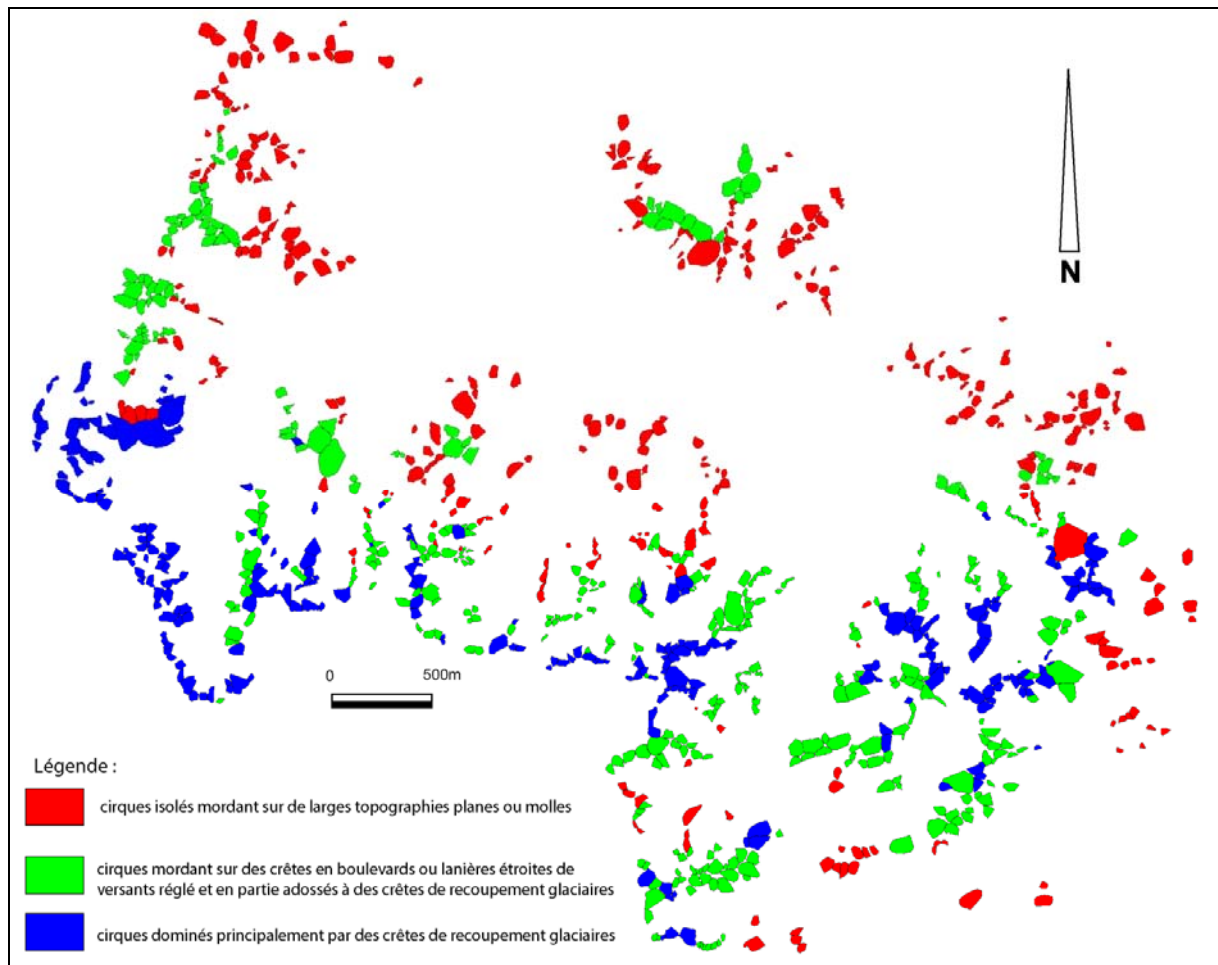 N
0 500m
Légende :
cirques isolés mordant sur de larges topographies planes ou molles
cirques mordant sur des crêtes en boulevards ou lanières étroites de
versants réglé et en partie adossés à des crêtes de recoupement glaciaires
cirques dominés principalement par des crêtes de recoupement glaciaires